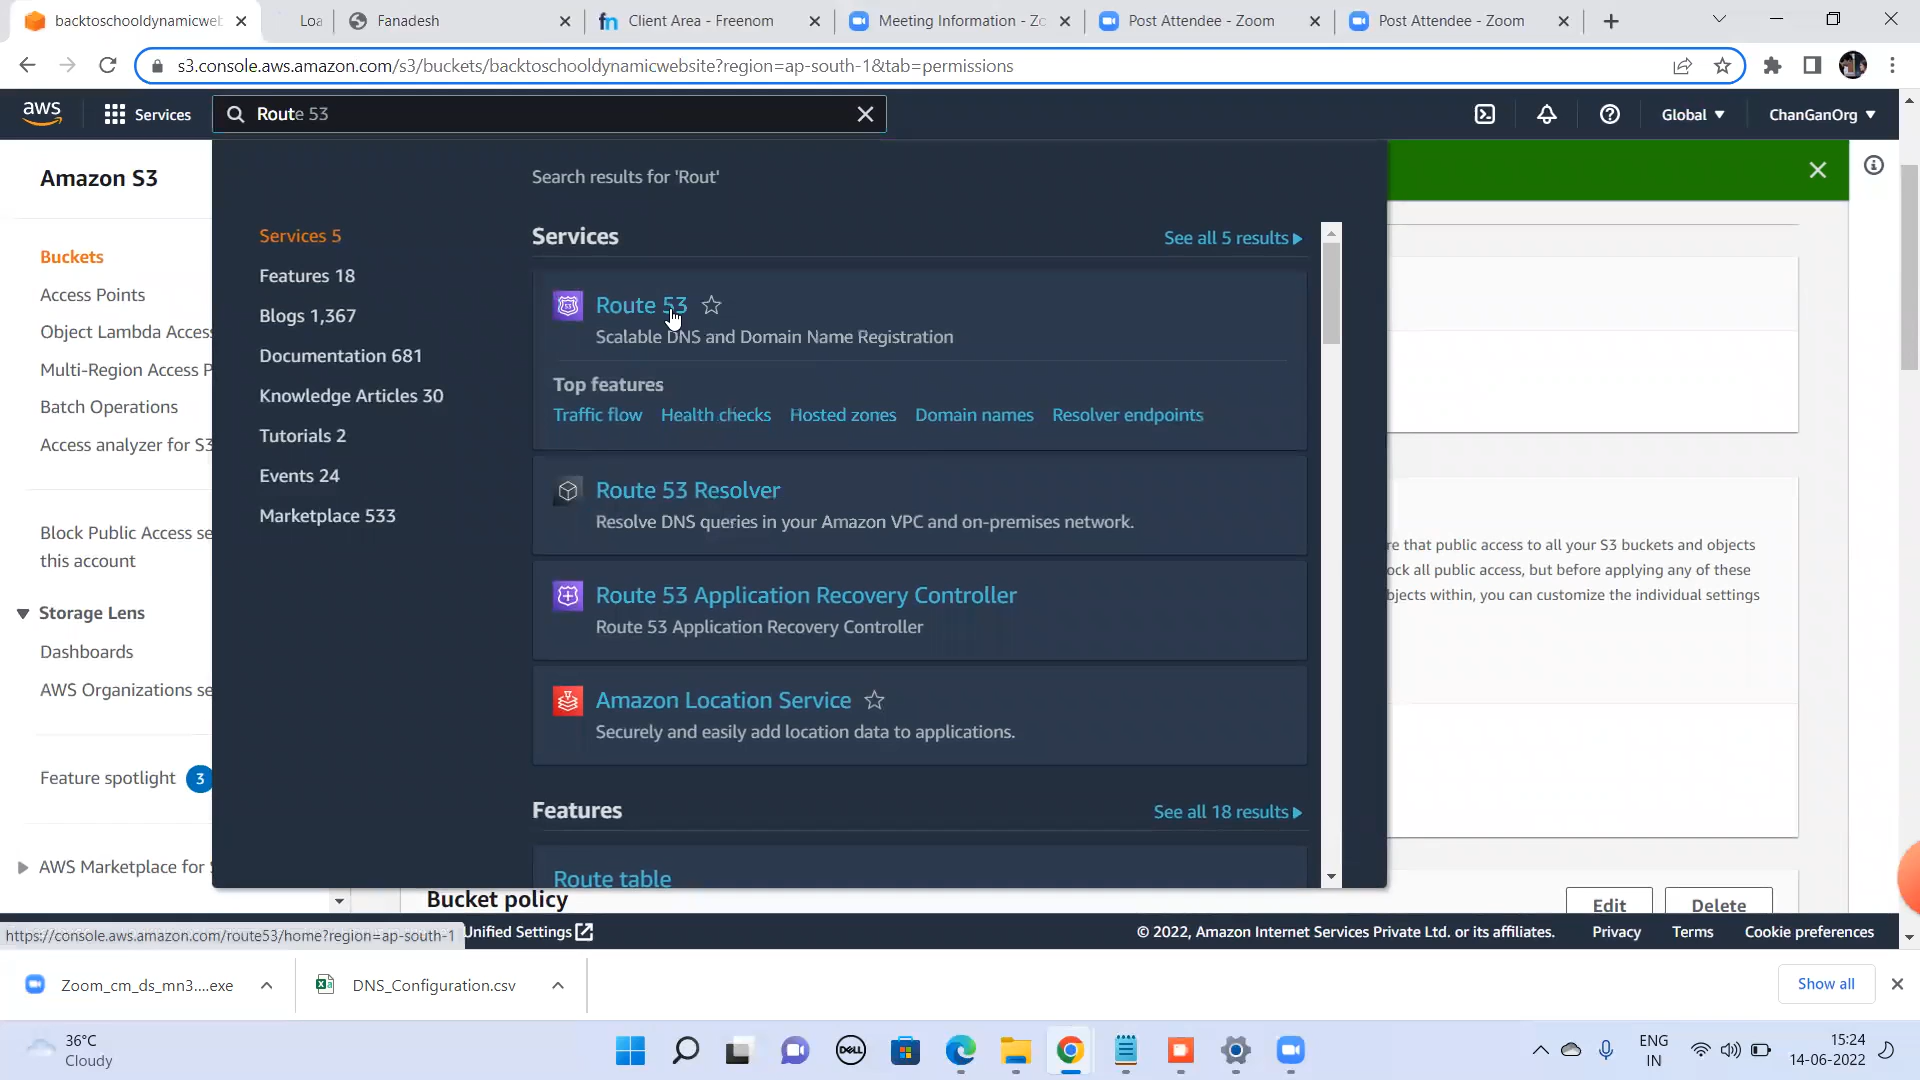 backtoschooldynamicweb
Loa
Fanadesh
Client Area - Freenom
Meeting Information - Zo
Post Attendee - Zoom
Post Attendee - Zoom
s3.console.aws.amazon.com/s3/buckets/backtoschooldynamicwebsite?region=ap-south-1&tab=permissions
aws
Services
Route 53
Global
ChanGanOrg
Amazon S3
Search results for 'Rout'
Buckets
Access Points
Object Lambda Acces
Multi-Region Access P
Batch Operations
Access analyzer for S3
Block Public Access se
this account
Storage Lens
Dashboards
AWS Organizations se
Feature spotlight 3
AWS Marketplace for S
Services 5
Features 18
Blogs 1,367
Documentation 681
Knowledge Articles 30
Tutorials 2
Events 24
Marketplace 533
Services
See all 5 results
Route 53
Scalable DNS and Domain Name Registration
Top features
Traffic flow Health checks Hosted zones Domain names Resolver endpoints
Route 53 Resolver
Resolve DNS queries in your Amazon VPC and on-premises network.
Route 53 Application Recovery Controller
Route 53 Application Recovery Controller
Amazon Location Service
Securely and easily add location data to applications.
Features
See all 18 results
Route table
re that public access to all your S3 buckets and objects
ock all public access, but before applying any of these
bjects within, you can customize the individual settings
Bucket policy
Edit
Delete
https://console.aws.amazon.com/route53/home?region=ap-south-1
Unified Settings
© 2022, Amazon Internet Services Private Ltd. or its affiliates.
Privacy
Terms
Cookie preferences
Zoom_cm_ds_mn3....exe
DNS_Configuration.csv
Show all
36°C
Cloudy
DELL
ENG
IN
15:24
14-06-2022